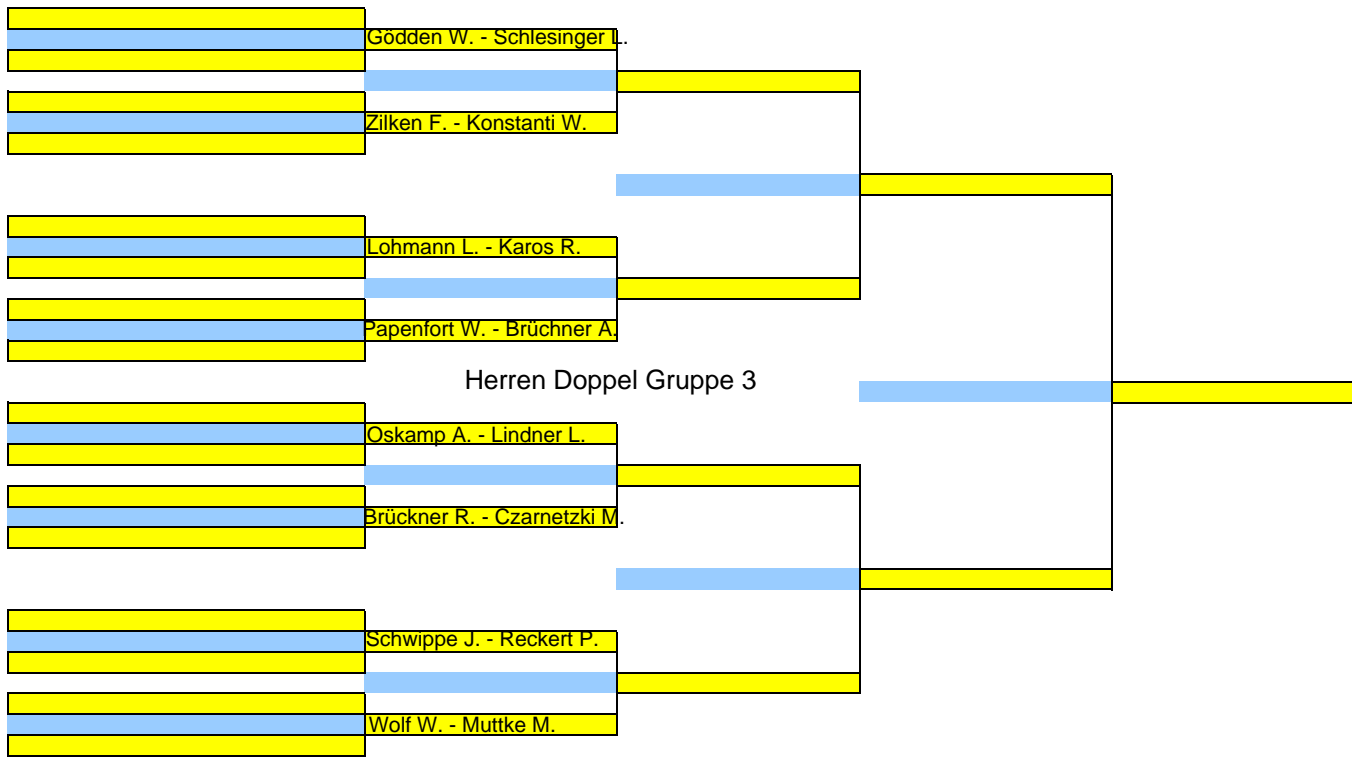 Gödden W. - Schlesinger L.
Zilken F. - Konstanti W.
Lohmann L. - Karos R.
Papenfort W. - Brüchner A.
Herren Doppel Gruppe 3
Oskamp A. - Lindner L.
Brückner R. - Czarnetzki M.
Schwippe J. - Reckert P.
Wolf W. - Muttke M.